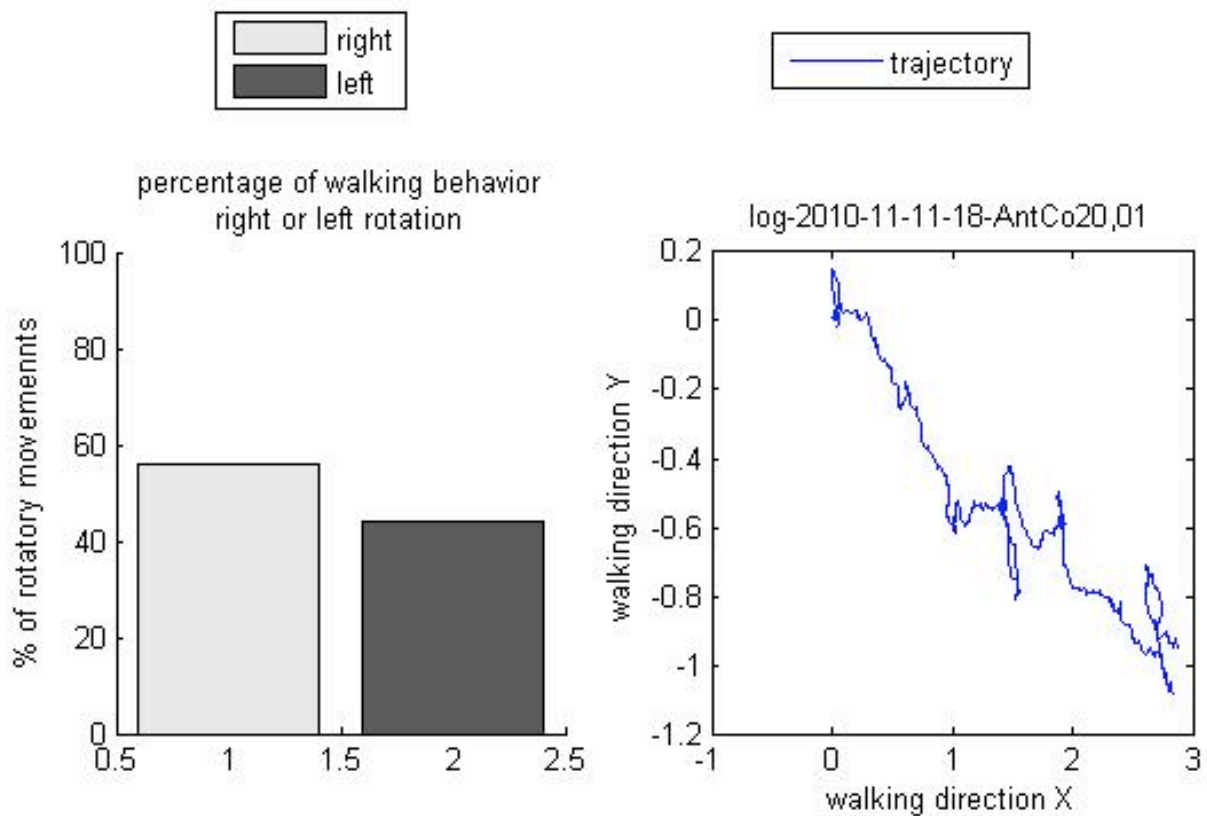 right
left
percentage of walking behavior
right or left rotation
100
80
60
40
20
0
0.5
1
1.5
2
2.5
% of rotatory movemennts
trajectory
log-2010-11-11-18-AntCo20,01
0.2
0
-0.2
-0.4
-0.6
-0.8
-1
-1.2
-1
0
1
2
3
walking direction Y
walking direction X